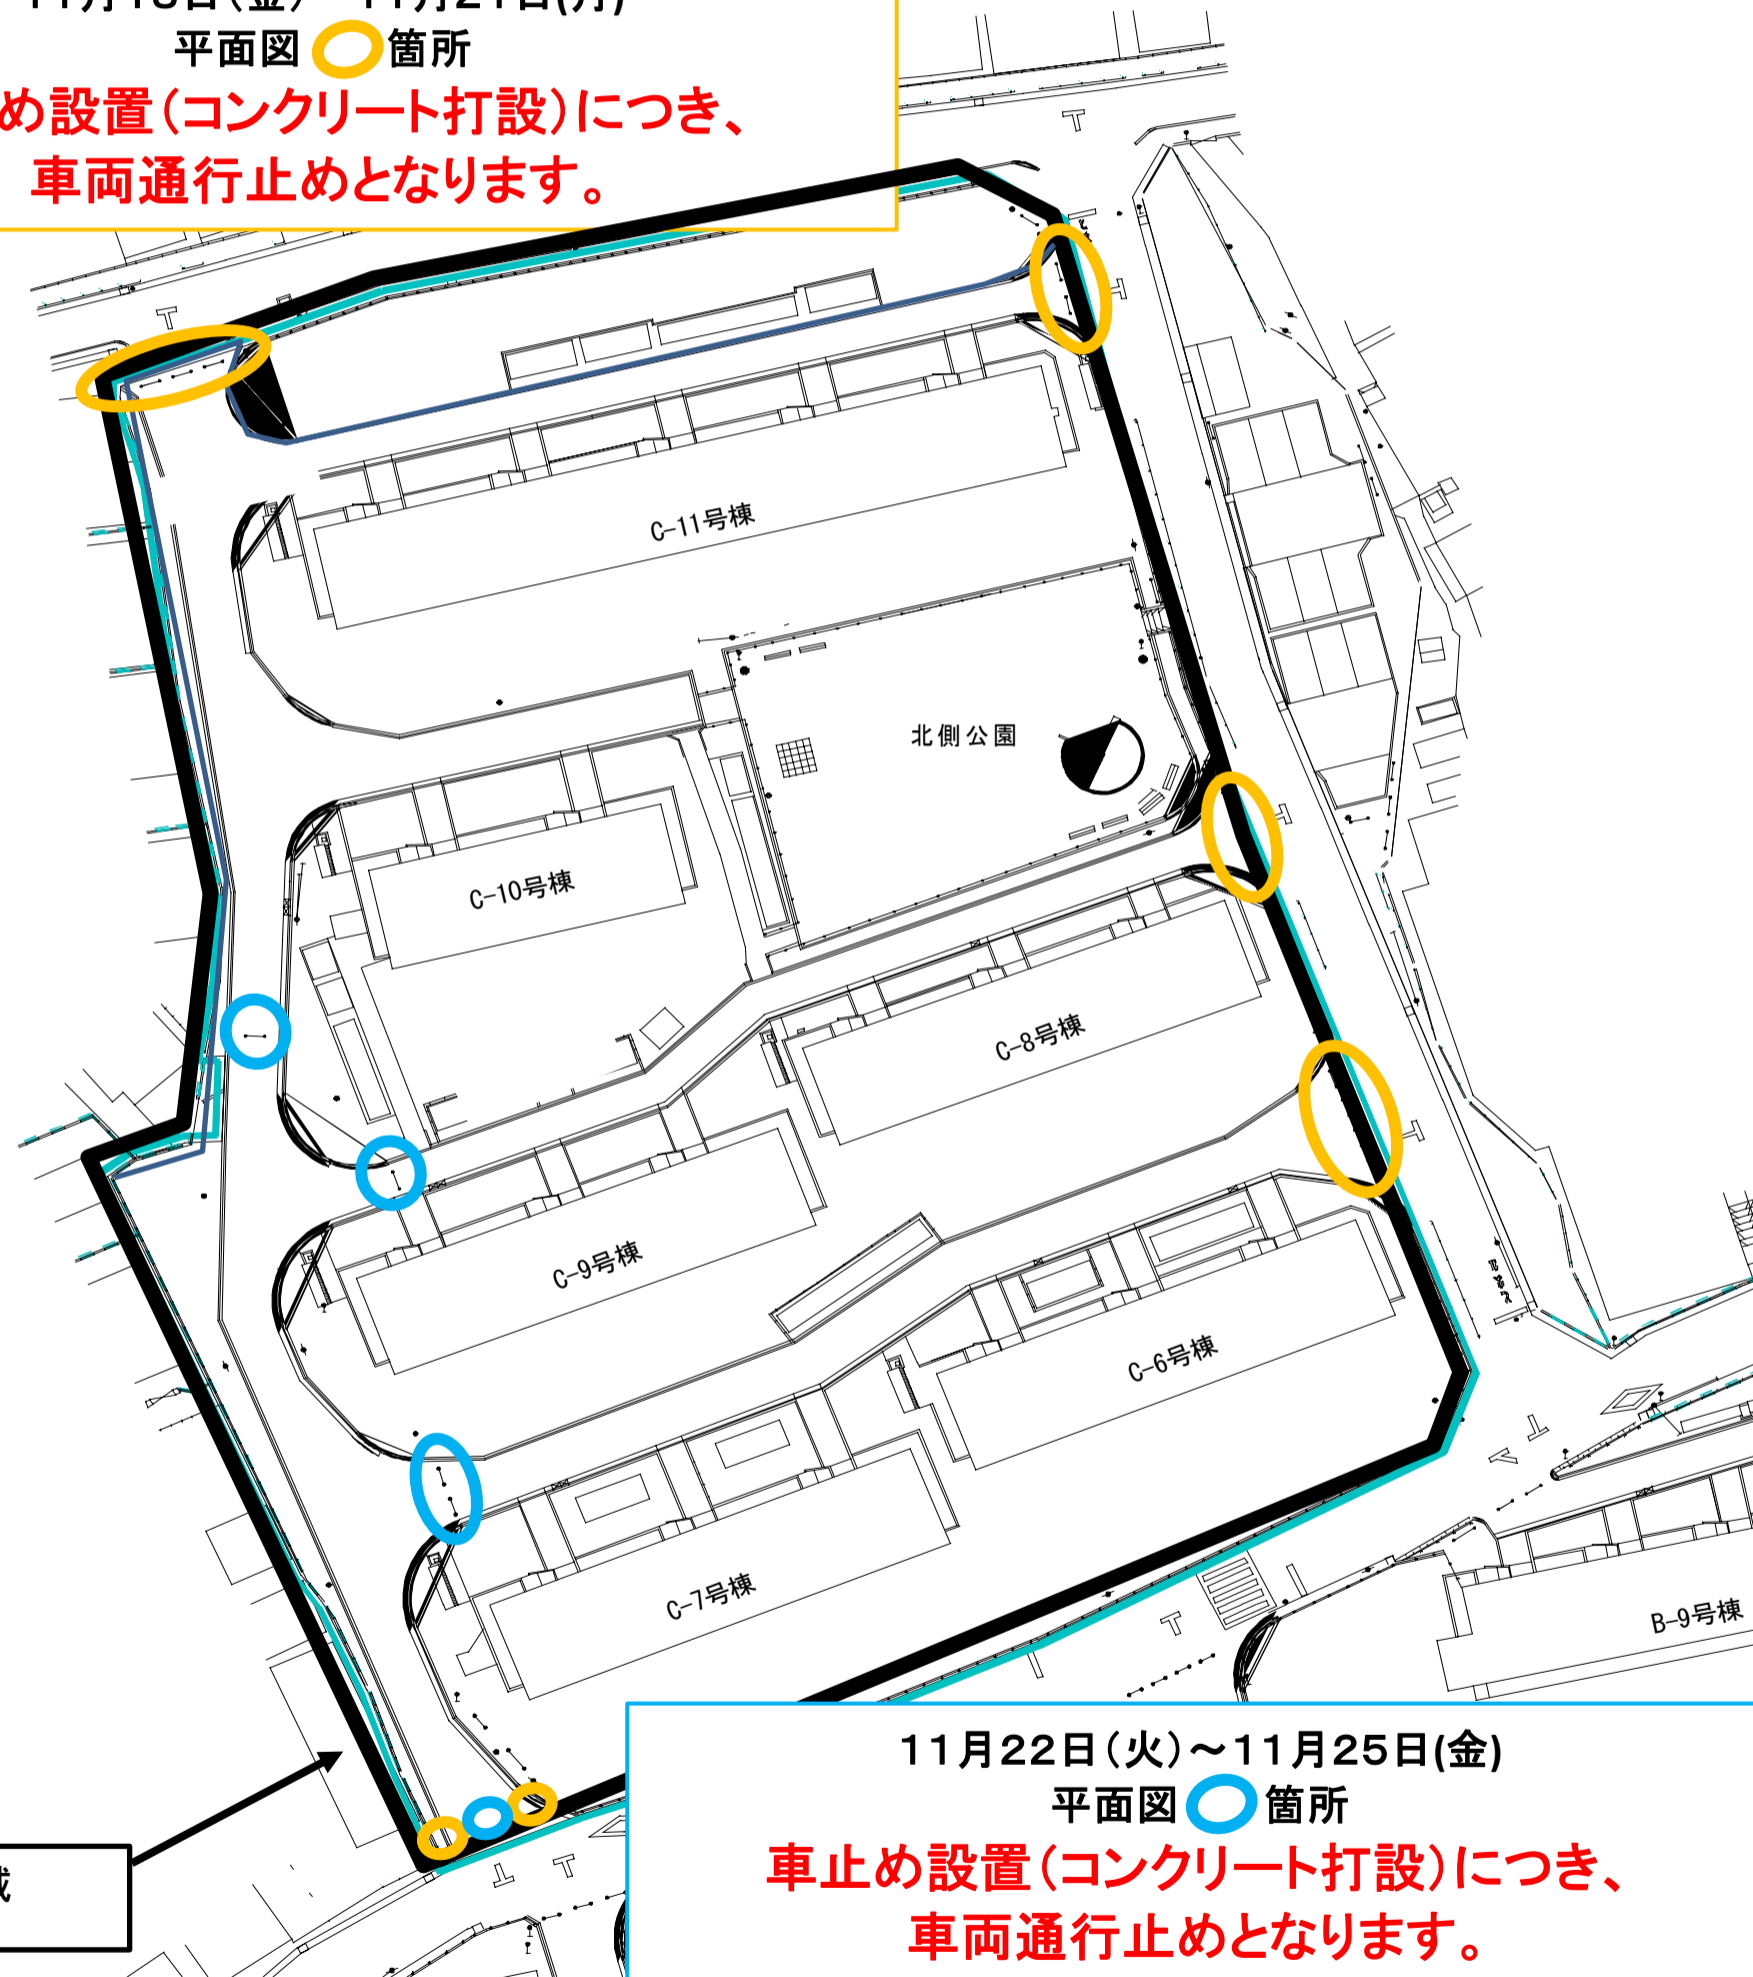 平面図 箇所
め設置(コンクリート打設)につき、
車両通行止めとなります。
C-11号棟
北側公園
C-10号棟
C-8号棟
C-9号棟
C-6号棟
C-7号棟
B-9号棟
11月22日(火)~11月25日(金)
平面図 箇所
車止め設置(コンクリート打設)につき、
車両通行止めとなります。